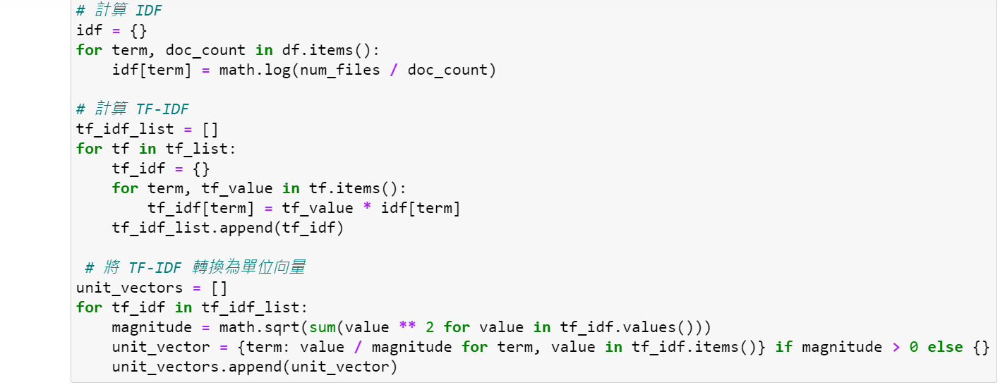 # 計算 IDF
idf = {}
for term, doc_count in df.items():
    idf[term] = math.log(num_files / doc_count)

# 計算 TF-IDF
tf_idf_list = []
for tf in tf_list:
    tf_idf = {}
    for term, tf_value in tf.items():
        tf_idf[term] = tf_value * idf[term]
    tf_idf_list.append(tf_idf)

 # 將 TF-IDF 轉換為單位向量
unit_vectors = []
for tf_idf in tf_idf_list:
    magnitude = math.sqrt(sum(value ** 2 for value in tf_idf.values()))
    unit_vector = {term: value / magnitude for term, value in tf_idf.items()} if magnitude > 0 else {}
    unit_vectors.append(unit_vector)